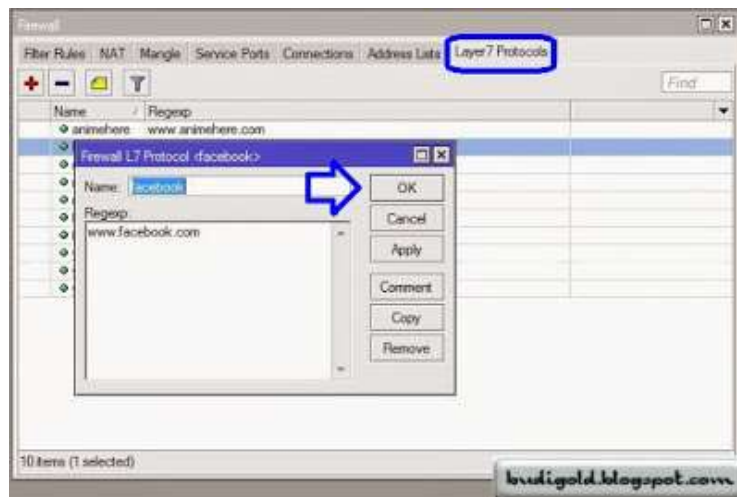 Firewall
Filter Rules NAT Mangle Service Ports Connections Address Lists Layer7 Protocols
Find
Name / Regexp
animehere www.animehere.com
Firewall L7 Protocol <facebook>
Name: facebook
OK
Regexp:
www.facebook.com
Cancel
Apply
Comment
Copy
Remove
10 items (1 selected)
budigold.blogspot.com